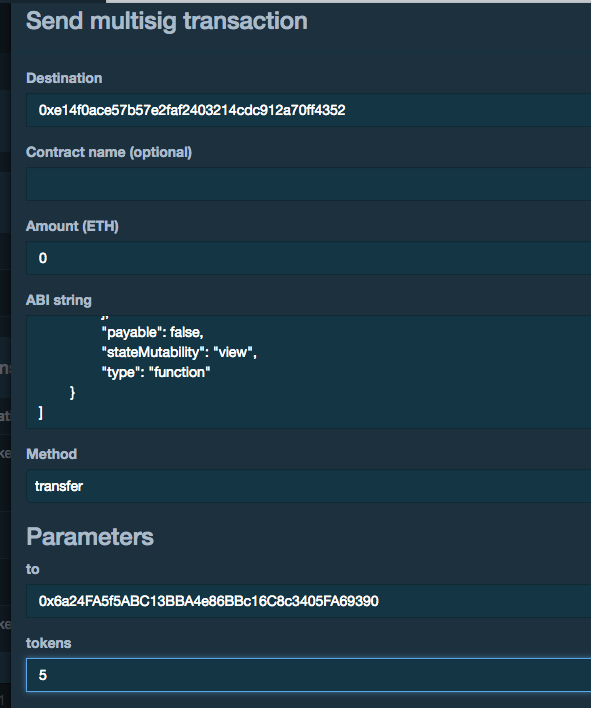 Send multisig transaction
Destination
0xe14f0ace57b57e2faf2403214cdc912a70ff4352
Contract name (optional)
Amount (ETH)
0
ABI string
],
"payable": false,
"stateMutability": "view",
"type": "function"
}
]
Method
transfer
Parameters
to
0x6a24FA5f5ABC13BBA4e86BBc16C8c3405FA69390
tokens
5